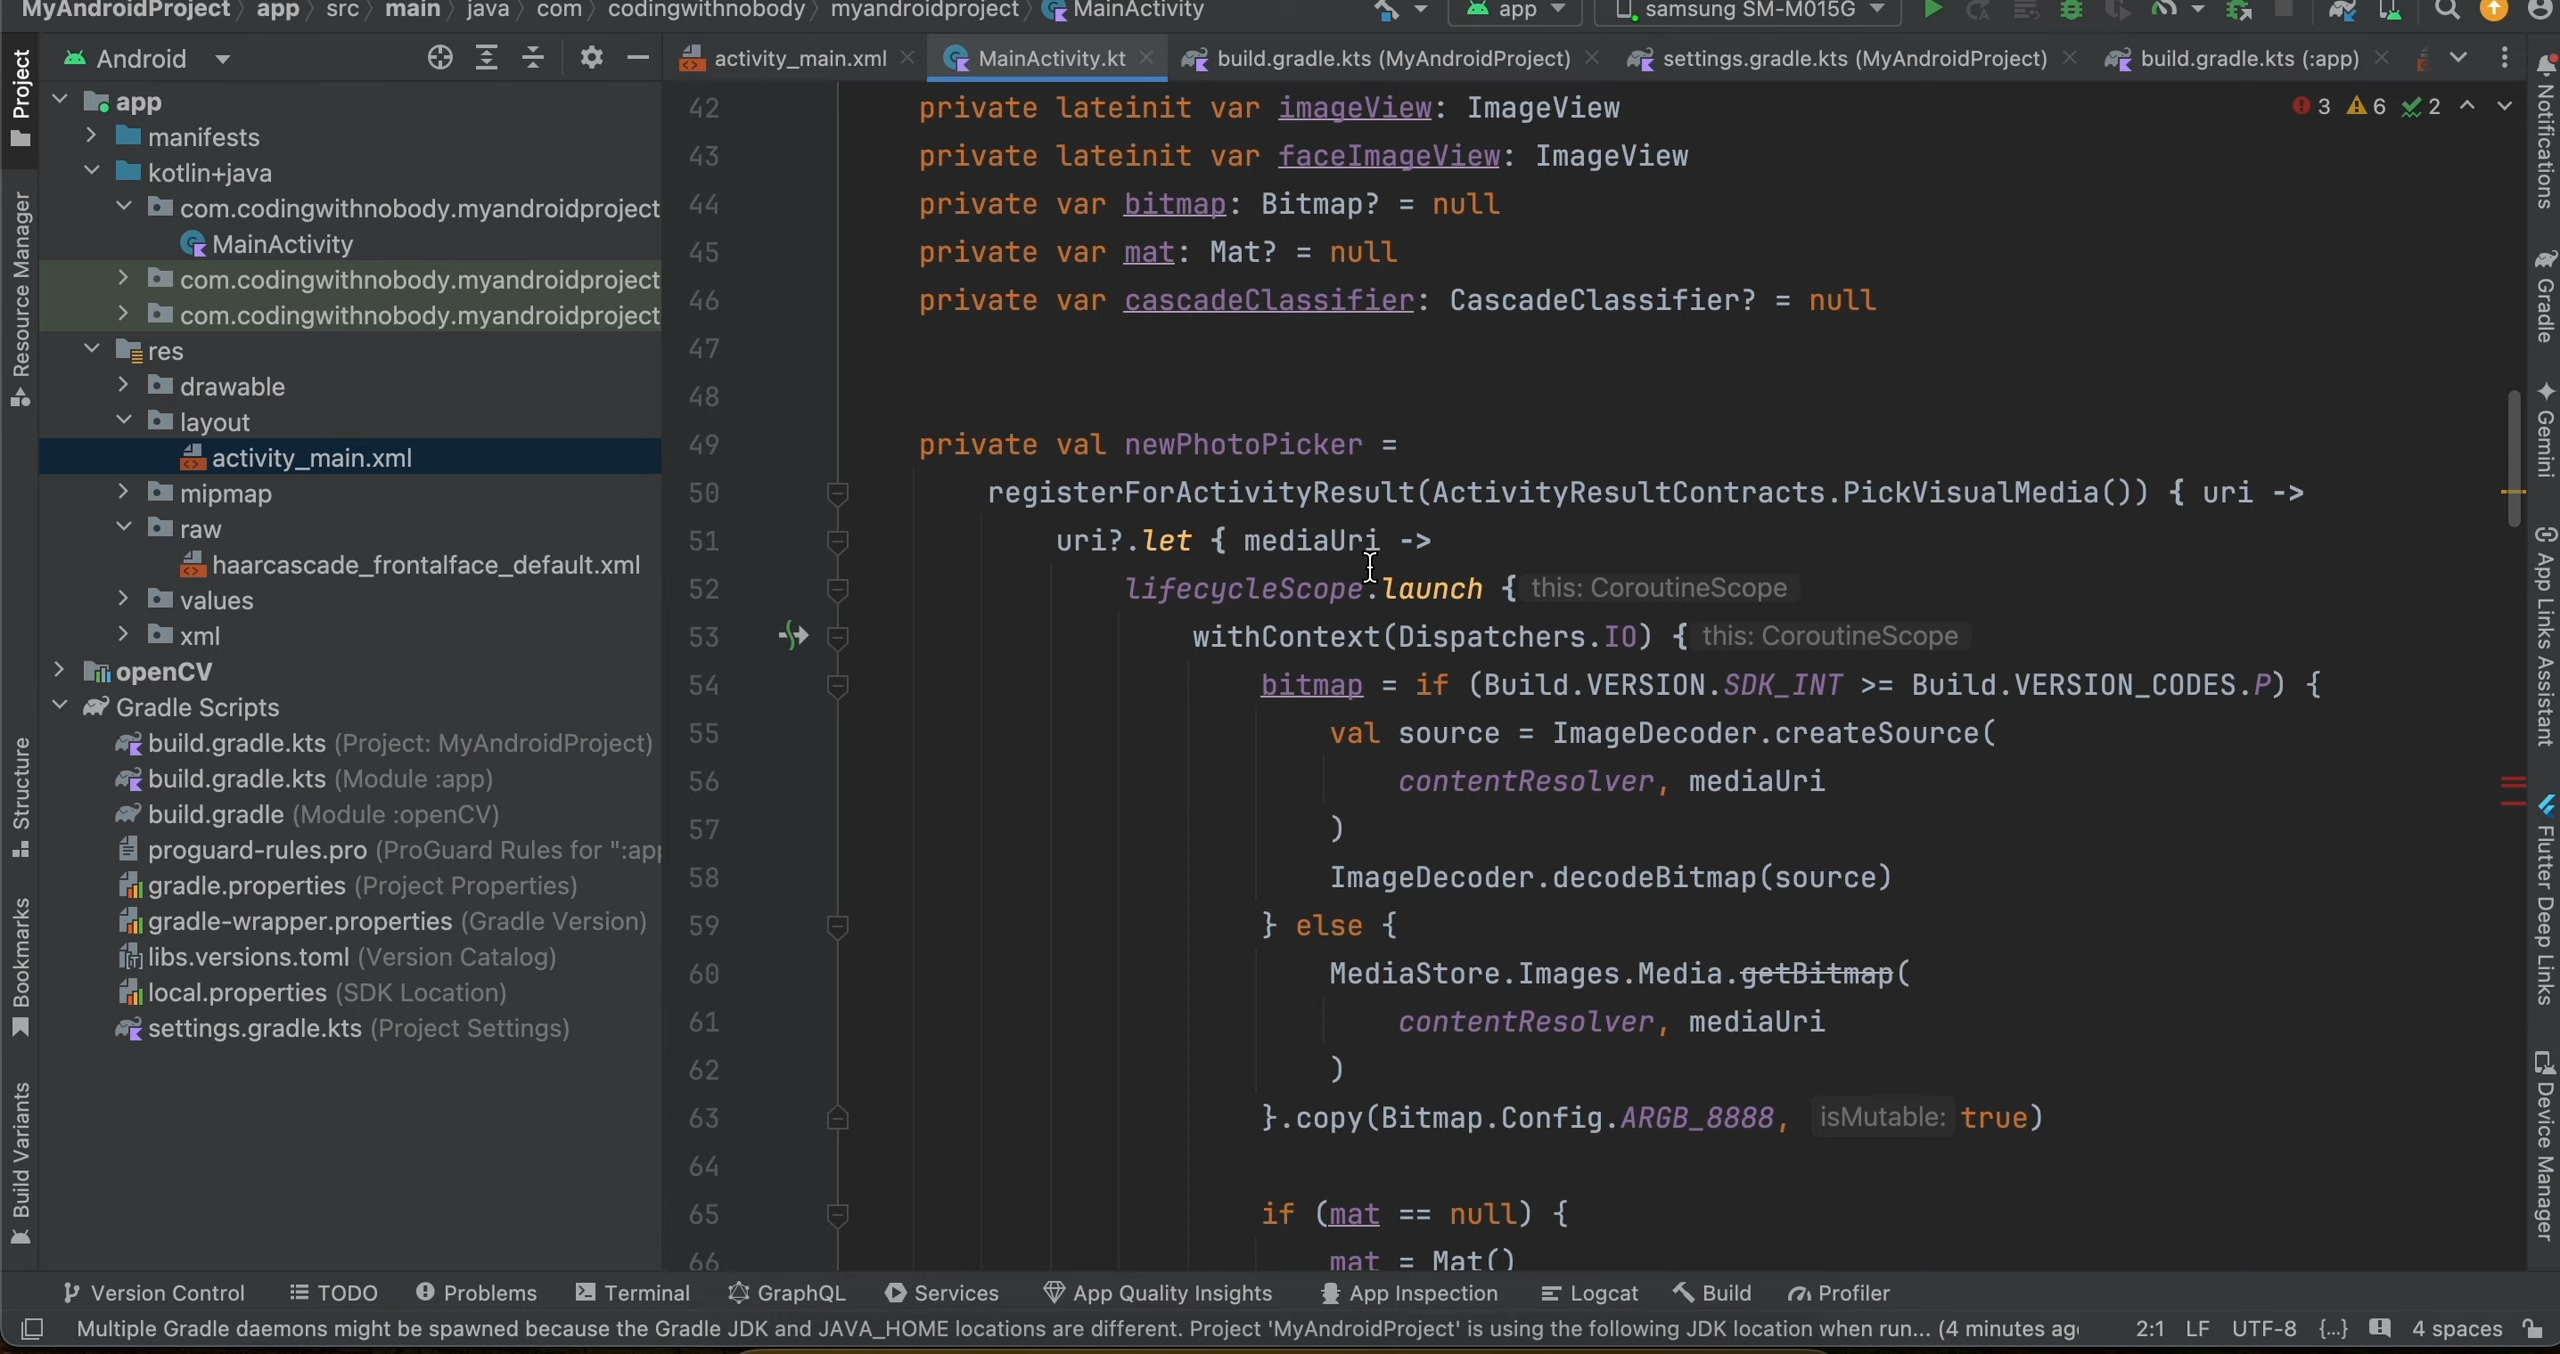 MyAndroidProject app src main java com codingwithnobody myandroidproject MainActivity
app samsung SM-M015G
Android
activity_main.xml MainActivity.kt build.gradle.kts (MyAndroidProject) settings.gradle.kts (MyAndroidProject) build.gradle.kts (:app)
Project
Resource Manager
Structure
Bookmarks
Build Variants
app
manifests
kotlin+java
com.codingwithnobody.myandroidproject
MainActivity
com.codingwithnobody.myandroidproject
com.codingwithnobody.myandroidproject
res
drawable
layout
activity_main.xml
mipmap
raw
haarcascade_frontalface_default.xml
values
xml
openCV
Gradle Scripts
build.gradle.kts (Project: MyAndroidProject)
build.gradle.kts (Module :app)
build.gradle (Module :openCV)
proguard-rules.pro (ProGuard Rules for ":app
gradle.properties (Project Properties)
gradle-wrapper.properties (Gradle Version)
libs.versions.toml (Version Catalog)
local.properties (SDK Location)
settings.gradle.kts (Project Settings)
3 6 2
42 private lateinit var imageView: ImageView
43 private lateinit var faceImageView: ImageView
44 private var bitmap: Bitmap? = null
45 private var mat: Mat? = null
46 private var cascadeClassifier: CascadeClassifier? = null
47
48
49 private val newPhotoPicker =
50 registerForActivityResult(ActivityResultContracts.PickVisualMedia()) { uri ->
51 uri?.let { mediaUri ->
52 lifecycleScope.launch { this: CoroutineScope
53 withContext(Dispatchers.IO) { this: CoroutineScope
54 bitmap = if (Build.VERSION.SDK_INT >= Build.VERSION_CODES.P) {
55 val source = ImageDecoder.createSource(
56 contentResolver, mediaUri
57 )
58 ImageDecoder.decodeBitmap(source)
59 } else {
60 MediaStore.Images.Media.getBitmap(
61 contentResolver, mediaUri
62 )
63 }.copy(Bitmap.Config.ARGB_8888, isMutable: true)
64
65 if (mat == null) {
66 mat = Mat()
Notifications
Gradle
Gemini
App Links Assistant
Flutter Deep Links
Device Manager
Version Control TODO Problems Terminal GraphQL Services App Quality Insights App Inspection Logcat Build Profiler
Multiple Gradle daemons might be spawned because the Gradle JDK and JAVA_HOME locations are different. Project 'MyAndroidProject' is using the following JDK location when run... (4 minutes ag 2:1 LF UTF-8 {...} 4 spaces